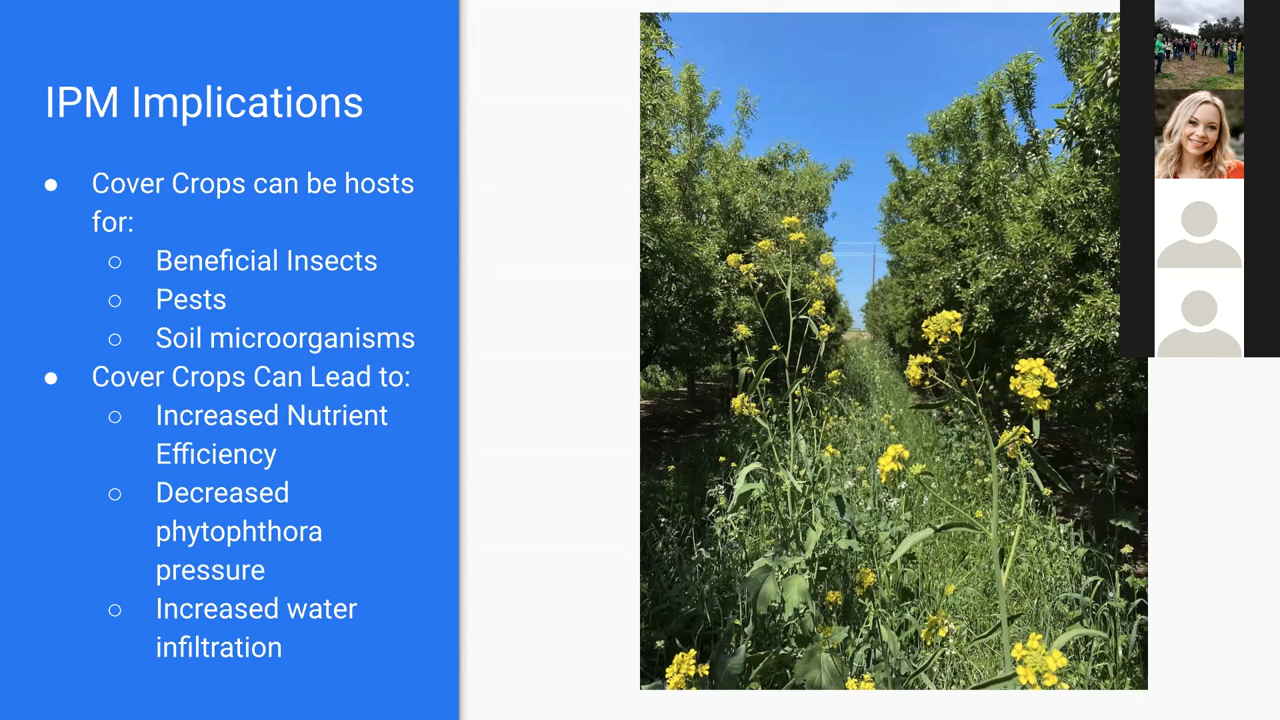 IPM Implications
● Cover Crops can be hosts
for:
○ Beneficial Insects
○ Pests
○ Soil microorganisms
● Cover Crops Can Lead to:
○ Increased Nutrient
Efficiency
○ Decreased
phytophthora
pressure
○ Increased water
infiltration